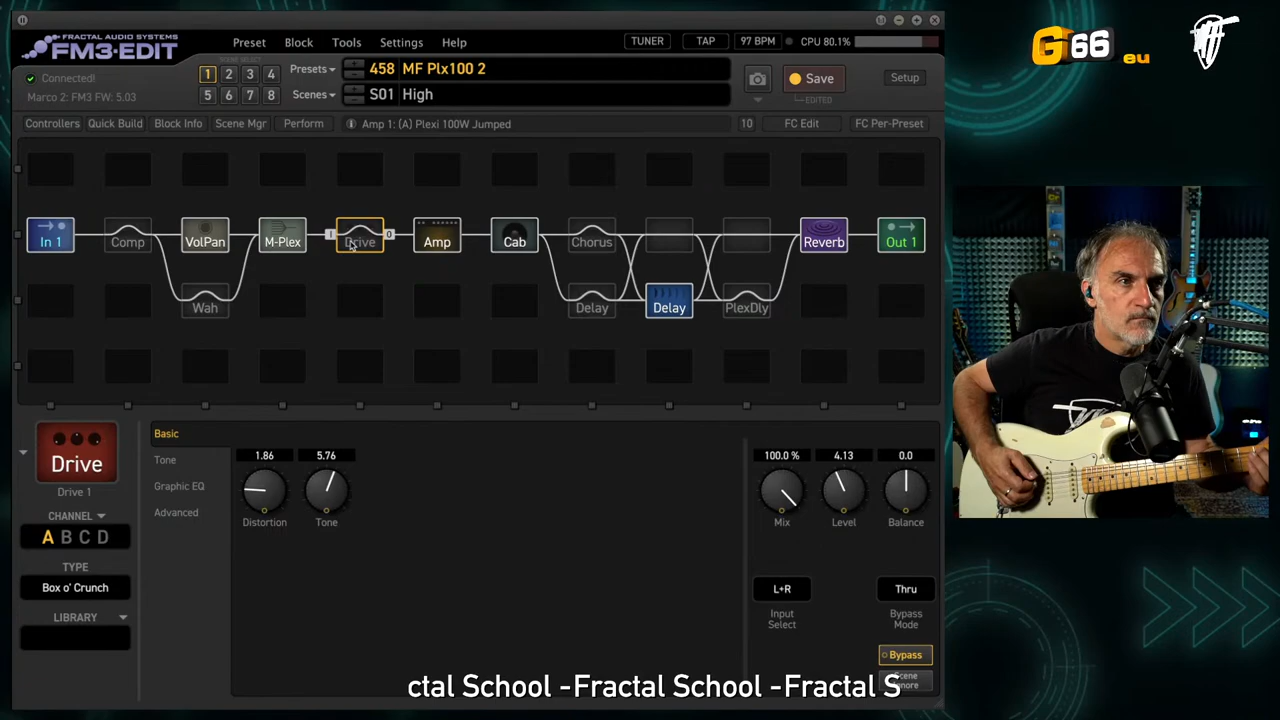 FRACTAL AUDIO SYSTEMS
FM3-EDIT
Connected!
Marco 2: FM3 FW: 5.03
Preset Block Tools Settings Help
SCENE SELECT
1 2 3 4
5 6 7 8
TUNER TAP 97 BPM CPU 80.1%
Presets 458 MF Plx100 2
Scenes S01 High
Save
EDITED
Setup
Controllers Quick Build Block Info Scene Mgr Perform
Amp 1: (A) Plexi 100W Jumped
10 FC Edit FC Per-Preset
In 1 Comp VolPan M-Plex I Drive O Amp Cab Chorus Reverb Out 1
Wah Delay Delay PlexDly
Drive
Drive 1
CHANNEL
A B C D
TYPE
Box o' Crunch
LIBRARY
Basic
Tone
Graphic EQ
Advanced
1.86 5.76
Distortion Tone
100.0 % 4.13 0.0
Mix Level Balance
L+R
Input Select
Thru
Bypass Mode
Bypass
Scene Ignore
ctal School -Fractal School -Fractal S
G66
eu